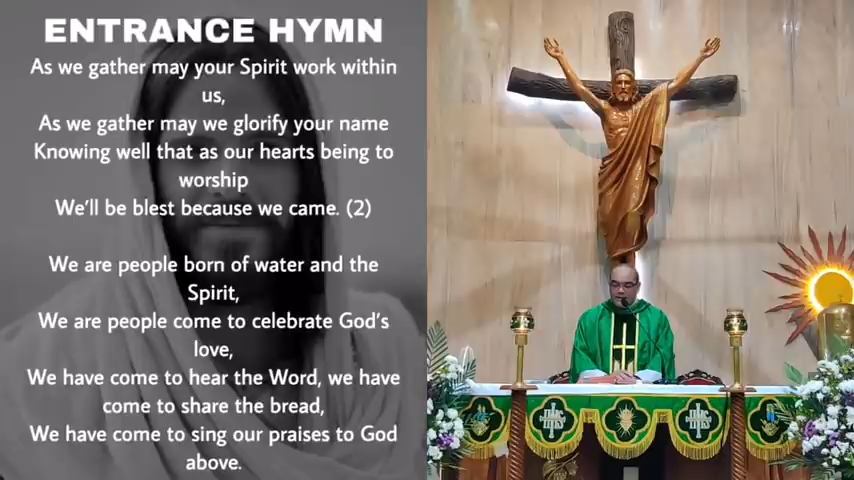 ENTRANCE HYMN
As we gather may your Spirit work within
us,
As we gather may we glorify your name
Knowing well that as our hearts being to
worship
We'll be blest because we came. (2)
We are people born of water and the
Spirit,
We are people come to celebrate God's
love,
We have come to hear the Word, we have
come to share the bread,
We have come to sing our praises to God
above.
IHS
IHS